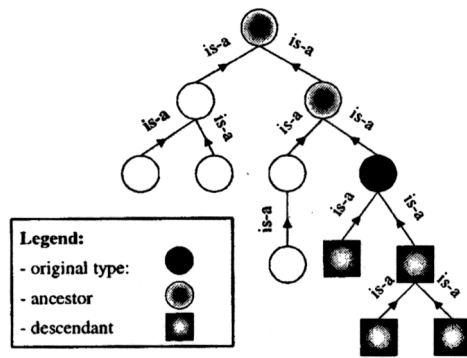 is-a
is-a
is-a
is-a
is-a
is-a
is-a
is-a
is-a
is-a
is-a
Legend:
- original type:
- ancestor
- descendant